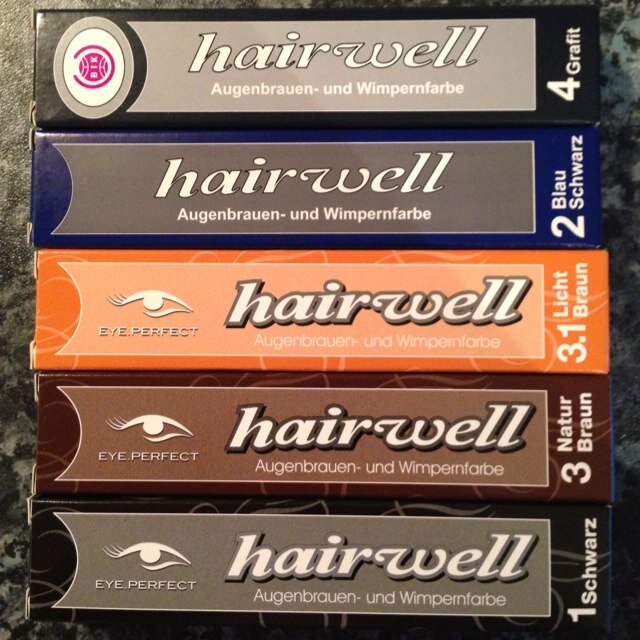 BIK
hairwell
Augenbrauen- und Wimpernfarbe
4 Grafit
hairwell
Augenbrauen- und Wimpernfarbe
2 Blau
Schwarz
EYE.PERFECT
hairwell
Augenbrauen- und Wimpernfarbe
3.1 Licht
Braun
EYE.PERFECT
hairwell
Augenbrauen- und Wimpernfarbe
3 Natur
Braun
EYE.PERFECT
hairwell
Augenbrauen- und Wimpernfarbe
1 Schwarz